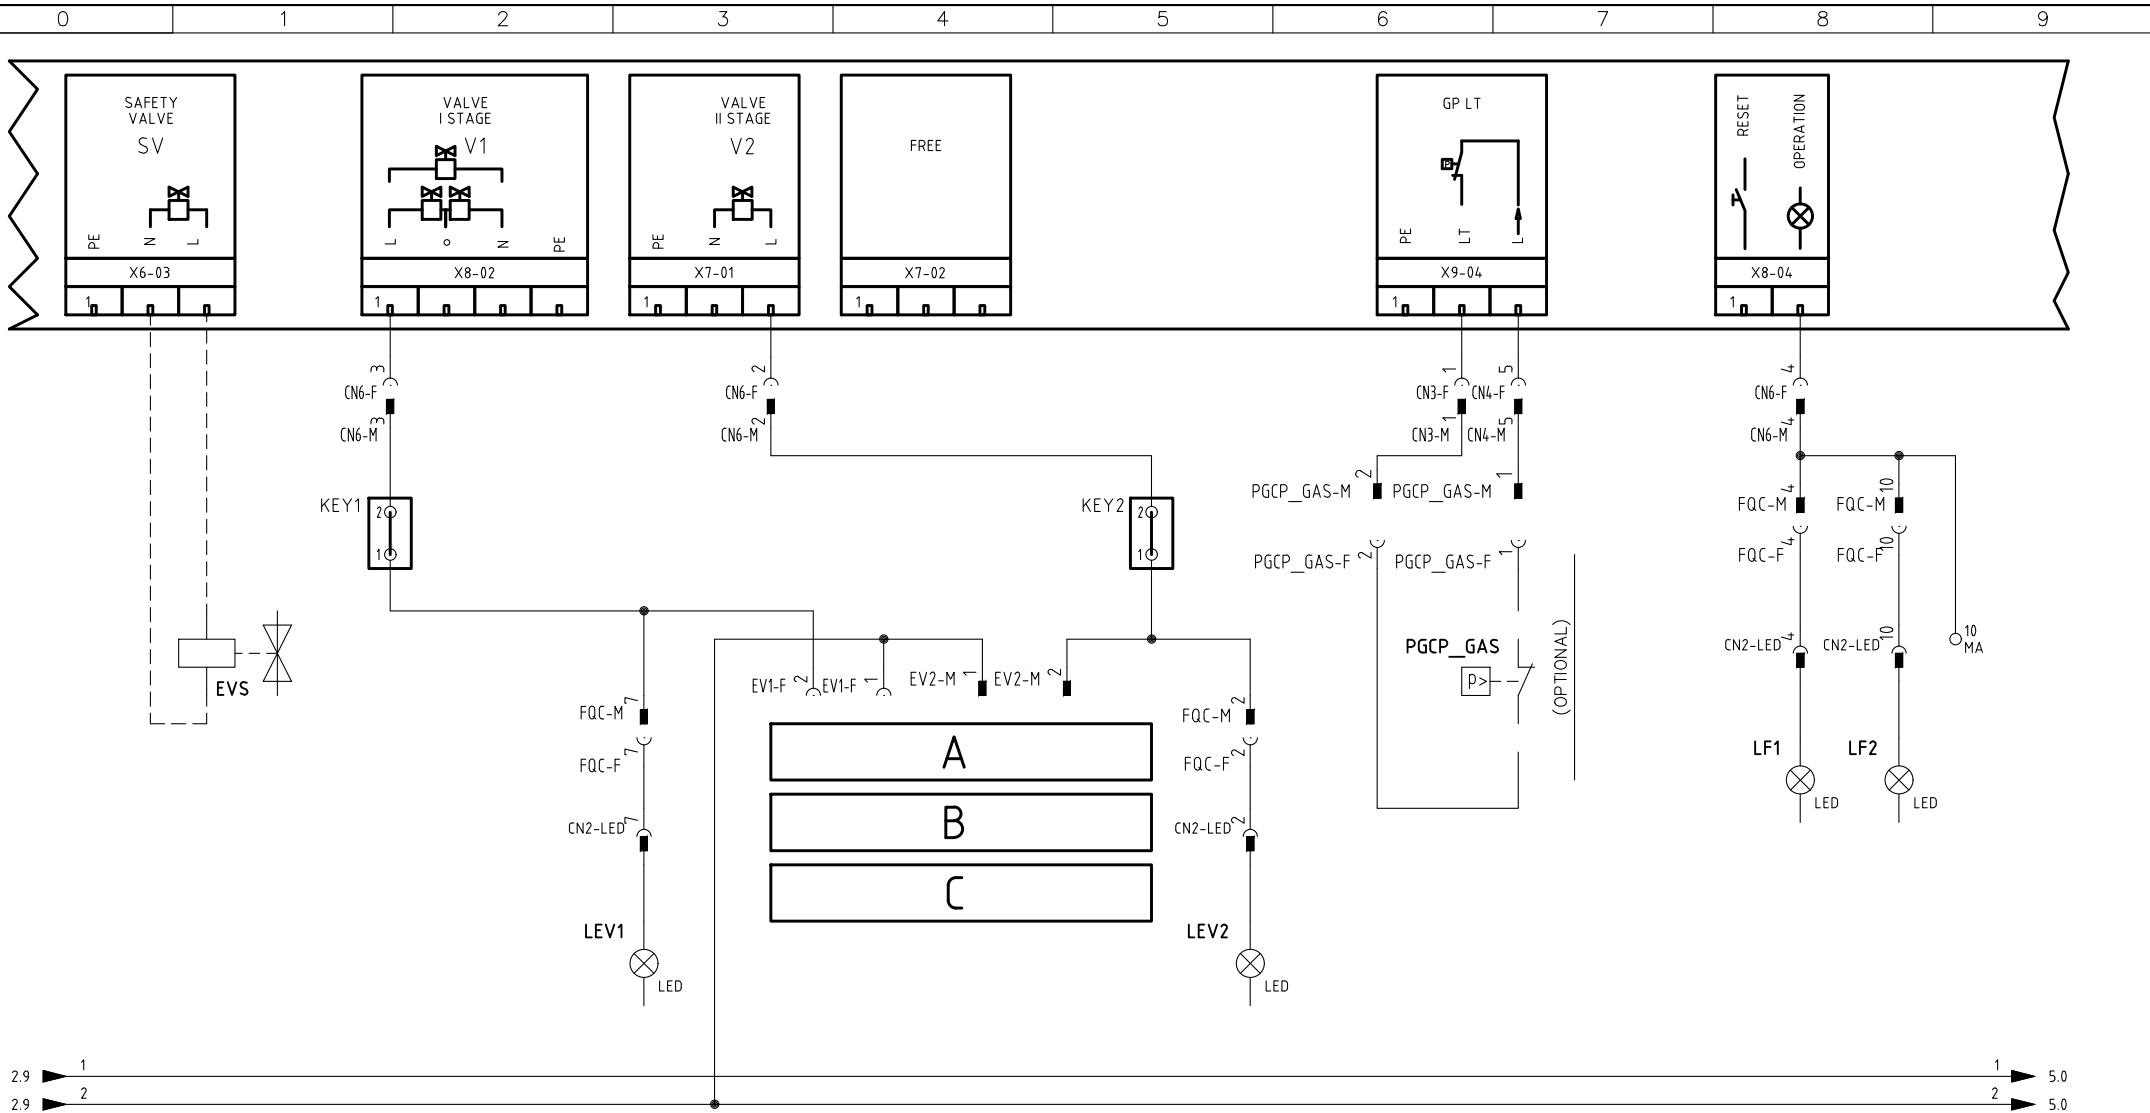 0 1 2 3 4 5 6 7 8 9
SAFETY
VALVE
SV
PE N L
X6-03
1
VALVE
I STAGE
V1
L N PE
X8-02
1
VALVE
II STAGE
V2
PE N L
X7-01
1
FREE
X7-02
1
GP LT
P
PE LT L
X9-04
1
RESET
OPERATION
X8-04
1
3
CN6-F
CN6-M 3
2
CN6-F
CN6-M 2
1
CN3-F
CN3-M 1
5
CN4-F
CN4-M 5
4
CN6-F
CN6-M 4
KEY1
2
1
KEY2
2
1
PGCP_GAS-M 2
PGCP_GAS-M 1
PGCP_GAS-F 2
PGCP_GAS-F 1
FQC-M 4
FQC-M 10
FQC-F 4
FQC-F 10
CN2-LED 4
CN2-LED 10
10
MA
EVS
EV1-F 2
EV1-F 1
EV2-M 1
EV2-M 2
PGCP_GAS
P>
(OPTIONAL)
FQC-M 7
FQC-F 7
CN2-LED 7
FQC-M 2
FQC-F 2
CN2-LED 2
A
B
C
LF1
LED
LF2
LED
LEV1
LED
LEV2
LED
2.9 1 1 5.0
2.9 2 2 5.0